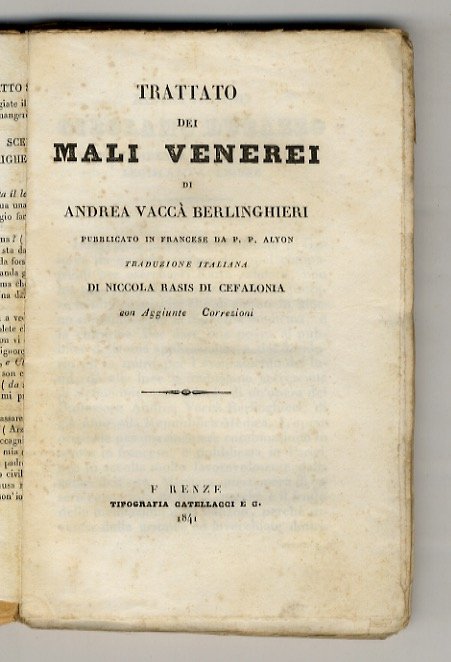 TRATTATO
DEI
MALI VENEREI
DI
ANDREA VACCÀ BERLINGHIERI
PUBBLICATO IN FRANCESE DA P. P. ALYON
TRADUZIONE ITALIANA
DI NICCOLA RASIS DI CEFALONIA
con Aggiunte Correzioni
F RENZE
TIPOGRAFIA CATELLACCI E C.
1841